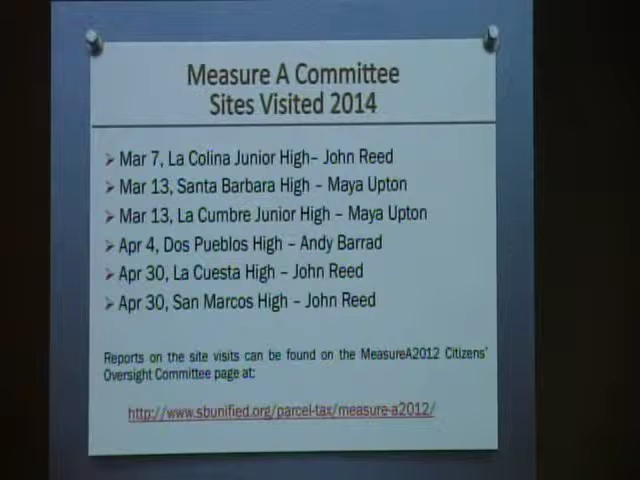 Measure A Committee
Sites Visited 2014
Mar 7, La Colina Junior High– John Reed
Mar 13, Santa Barbara High – Maya Upton
Mar 13, La Cumbre Junior High – Maya Upton
Apr 4, Dos Pueblos High – Andy Barrad
Apr 30, La Cuesta High – John Reed
Apr 30, San Marcos High – John Reed
Reports on the site visits can be found on the MeasureA2012 Citizens'
Oversight Committee page at:
http://www.sbunified.org/parcel-tax/measure-a2012/